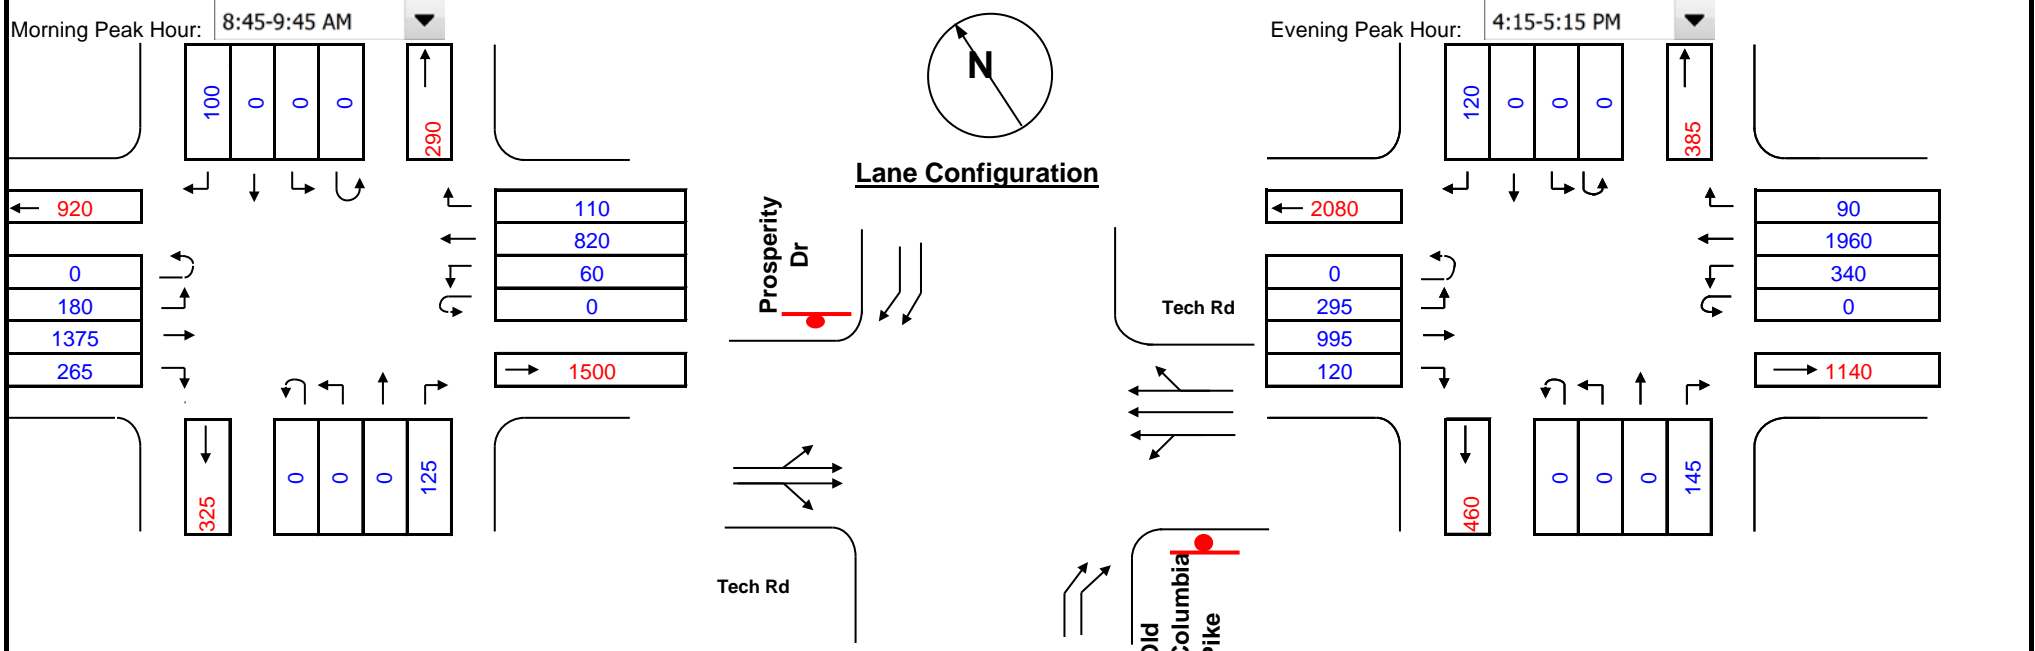 Morning Peak Hour: 8:45-9:45 AM
100 0 0 0
290
920
110
820
60
0
0
180
1375
265
1500
325
0 0 0 125
N
Lane Configuration
Prosperity
Dr
Tech Rd
Tech Rd
Old
Columbia
Pike
Evening Peak Hour: 4:15-5:15 PM
120 0 0 0
385
2080
90
1960
340
0
0
295
995
120
1140
460
0 0 0 145